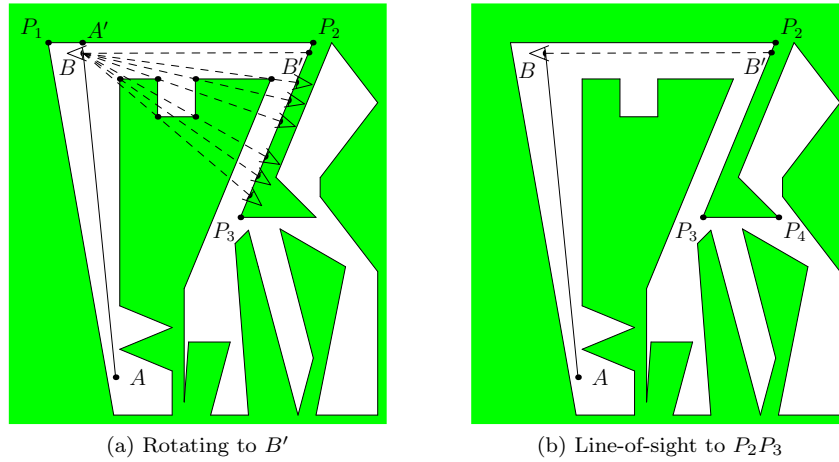 P₁ A′ P₂
B B′
P₃
A
(a) Rotating to B′
P₂
B B′
P₃ P₄
A
(b) Line-of-sight to P₂P₃